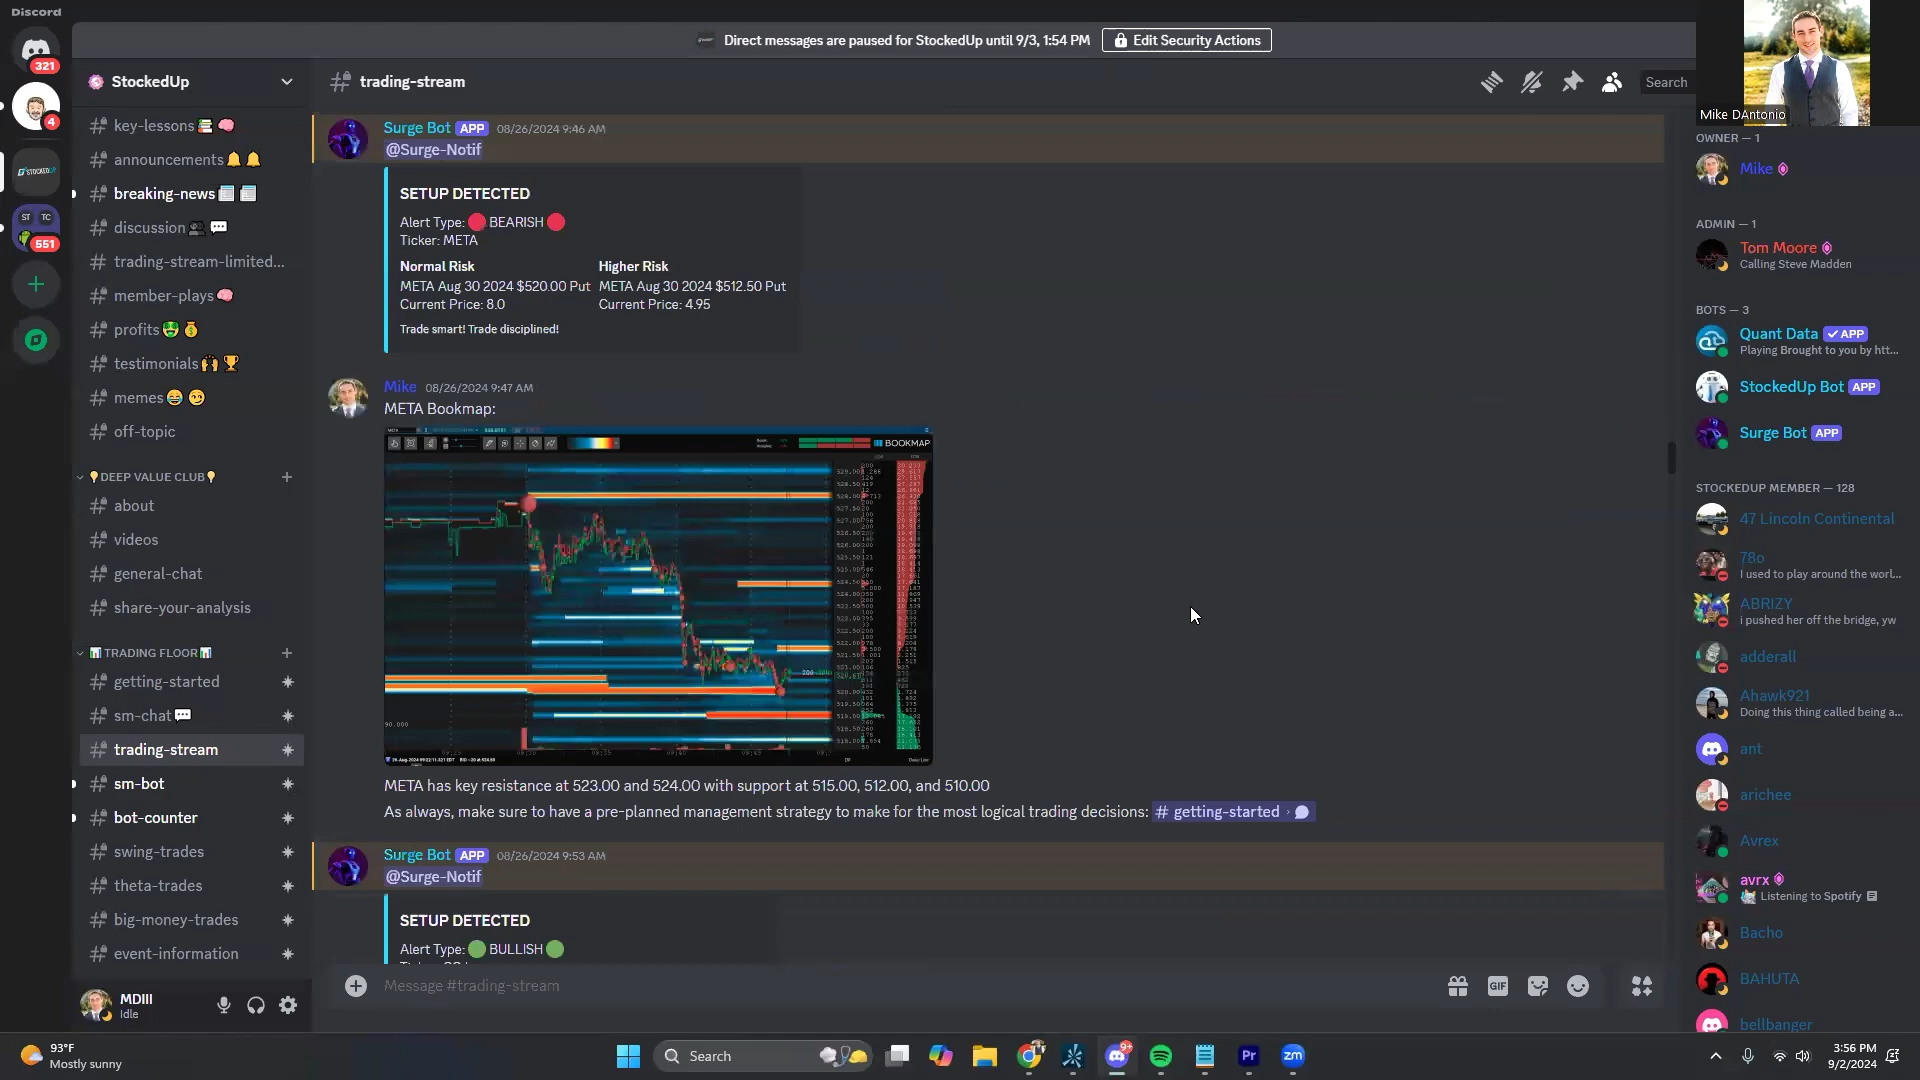 Discord
Direct messages are paused for StockedUp until 9/3, 1:54 PM
Edit Security Actions
321
4
STOCKEDUP
ST TC
551
StockedUp
key-lessons
announcements
breaking-news
discussion
trading-stream-limited...
member-plays
profits
testimonials
memes
off-topic
DEEP VALUE CLUB
about
videos
general-chat
share-your-analysis
TRADING FLOOR
getting-started
sm-chat
trading-stream
sm-bot
bot-counter
swing-trades
theta-trades
big-money-trades
event-information
MDIII
Idle
trading-stream
Search
Surge Bot APP 08/26/2024 9:46 AM
@Surge-Notif
SETUP DETECTED
Alert Type: 🔴 BEARISH 🔴
Ticker: META
Normal Risk Higher Risk
META Aug 30 2024 $520.00 Put META Aug 30 2024 $512.50 Put
Current Price: 8.0 Current Price: 4.95
Trade smart! Trade disciplined!
Mike 08/26/2024 9:47 AM
META Bookmap:
BOOKMAP
META has key resistance at 523.00 and 524.00 with support at 515.00, 512.00, and 510.00
As always, make sure to have a pre-planned management strategy to make for the most logical trading decisions: # getting-started ›
Surge Bot APP 08/26/2024 9:53 AM
@Surge-Notif
SETUP DETECTED
Alert Type: 🟢 BULLISH 🟢
Message #trading-stream
GIF
Mike DAntonio
OWNER — 1
Mike
ADMIN — 1
Tom Moore
Calling Steve Madden
BOTS — 3
Quant Data ✓ APP
Playing Brought to you by htt...
StockedUp Bot APP
Surge Bot APP
STOCKEDUP MEMBER — 128
47 Lincoln Continental
78o
I used to play around the worl...
ABRIZY
i pushed her off the bridge, yw
adderall
Ahawk921
Doing this thing called being a...
ant
arichee
Avrex
avrx
Listening to Spotify
Bacho
BAHUTA
bellbanger
93°F
Mostly sunny
Search
9+
Pr
zm
3:56 PM
9/2/2024